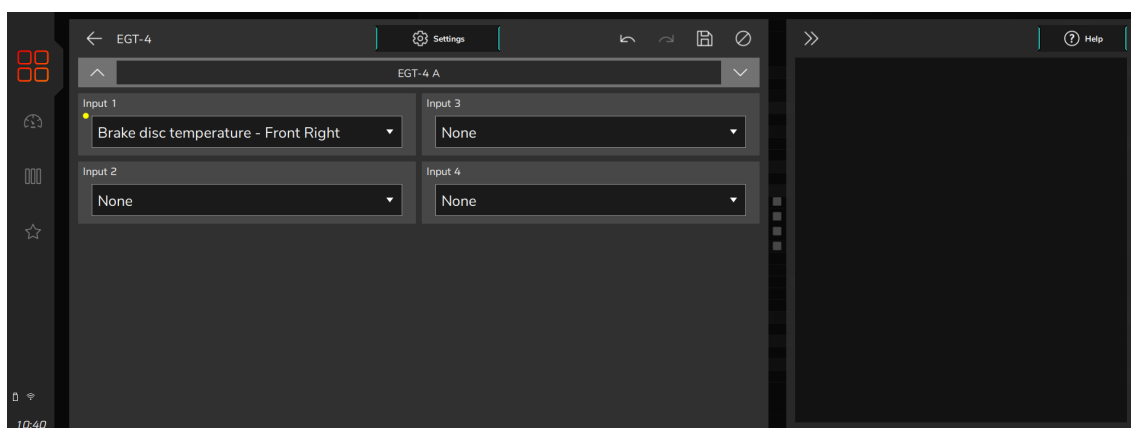 EGT-4
Settings
Help
EGT-4 A
Input 1
Brake disc temperature - Front Right
Input 3
None
Input 2
None
Input 4
None
10:40